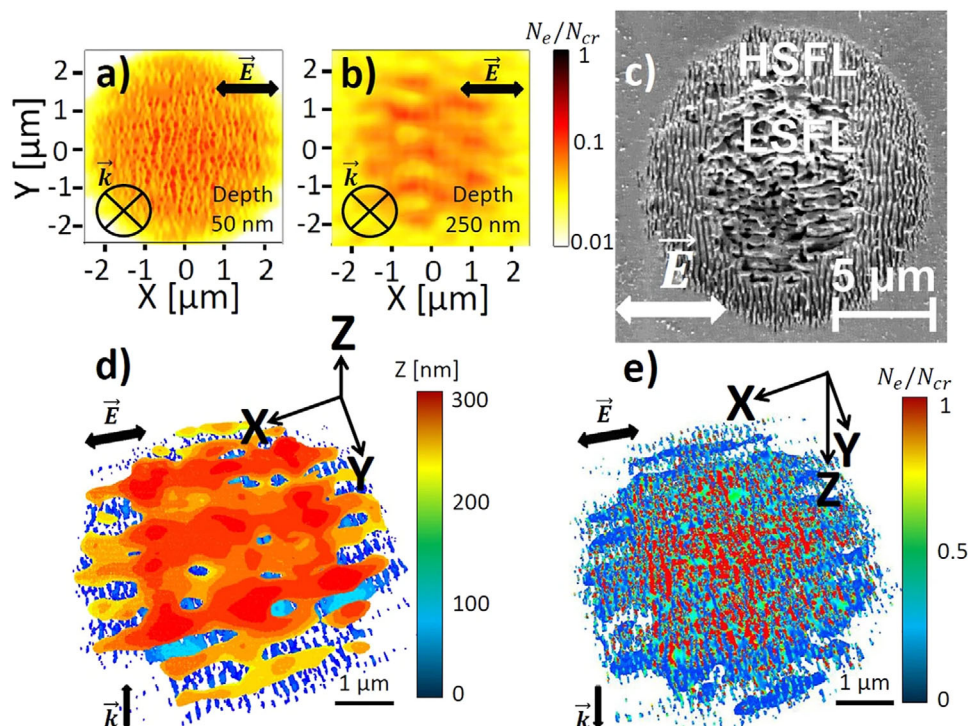 a)
E
Y [μm]
2
1
0
-1
-2
k
Depth
50 nm
-2 -1 0 1 2
X [μm]
b)
E
2
1
0
-1
-2
k
Depth
250 nm
-2 -1 0 1 2
X [μm]
Ne/Ncr
1
0.1
0.01
c)
HSFL
LSFL
E
5 μm
d)
E
Z
X
Y
Z [nm]
300
200
100
0
k
1 μm
e)
E
X
Y
Z
Ne/Ncr
1
0.5
0
k
1 μm